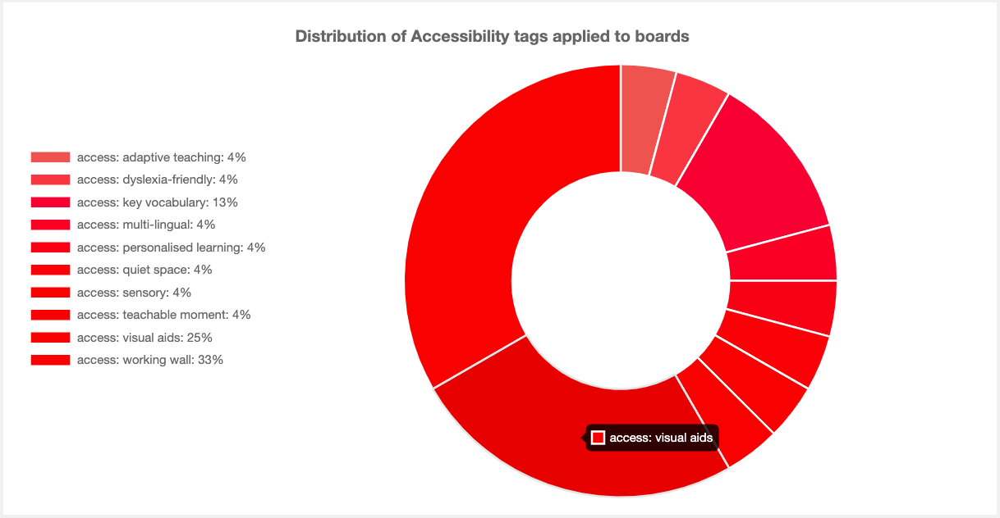 Distribution of Accessibility tags applied to boards
access: adaptive teaching: 4%
access: dyslexia-friendly: 4%
access: key vocabulary: 13%
access: multi-lingual: 4%
access: personalised learning: 4%
access: quiet space: 4%
access: sensory: 4%
access: teachable moment: 4%
access: visual aids: 25%
access: working wall: 33%
access: visual aids